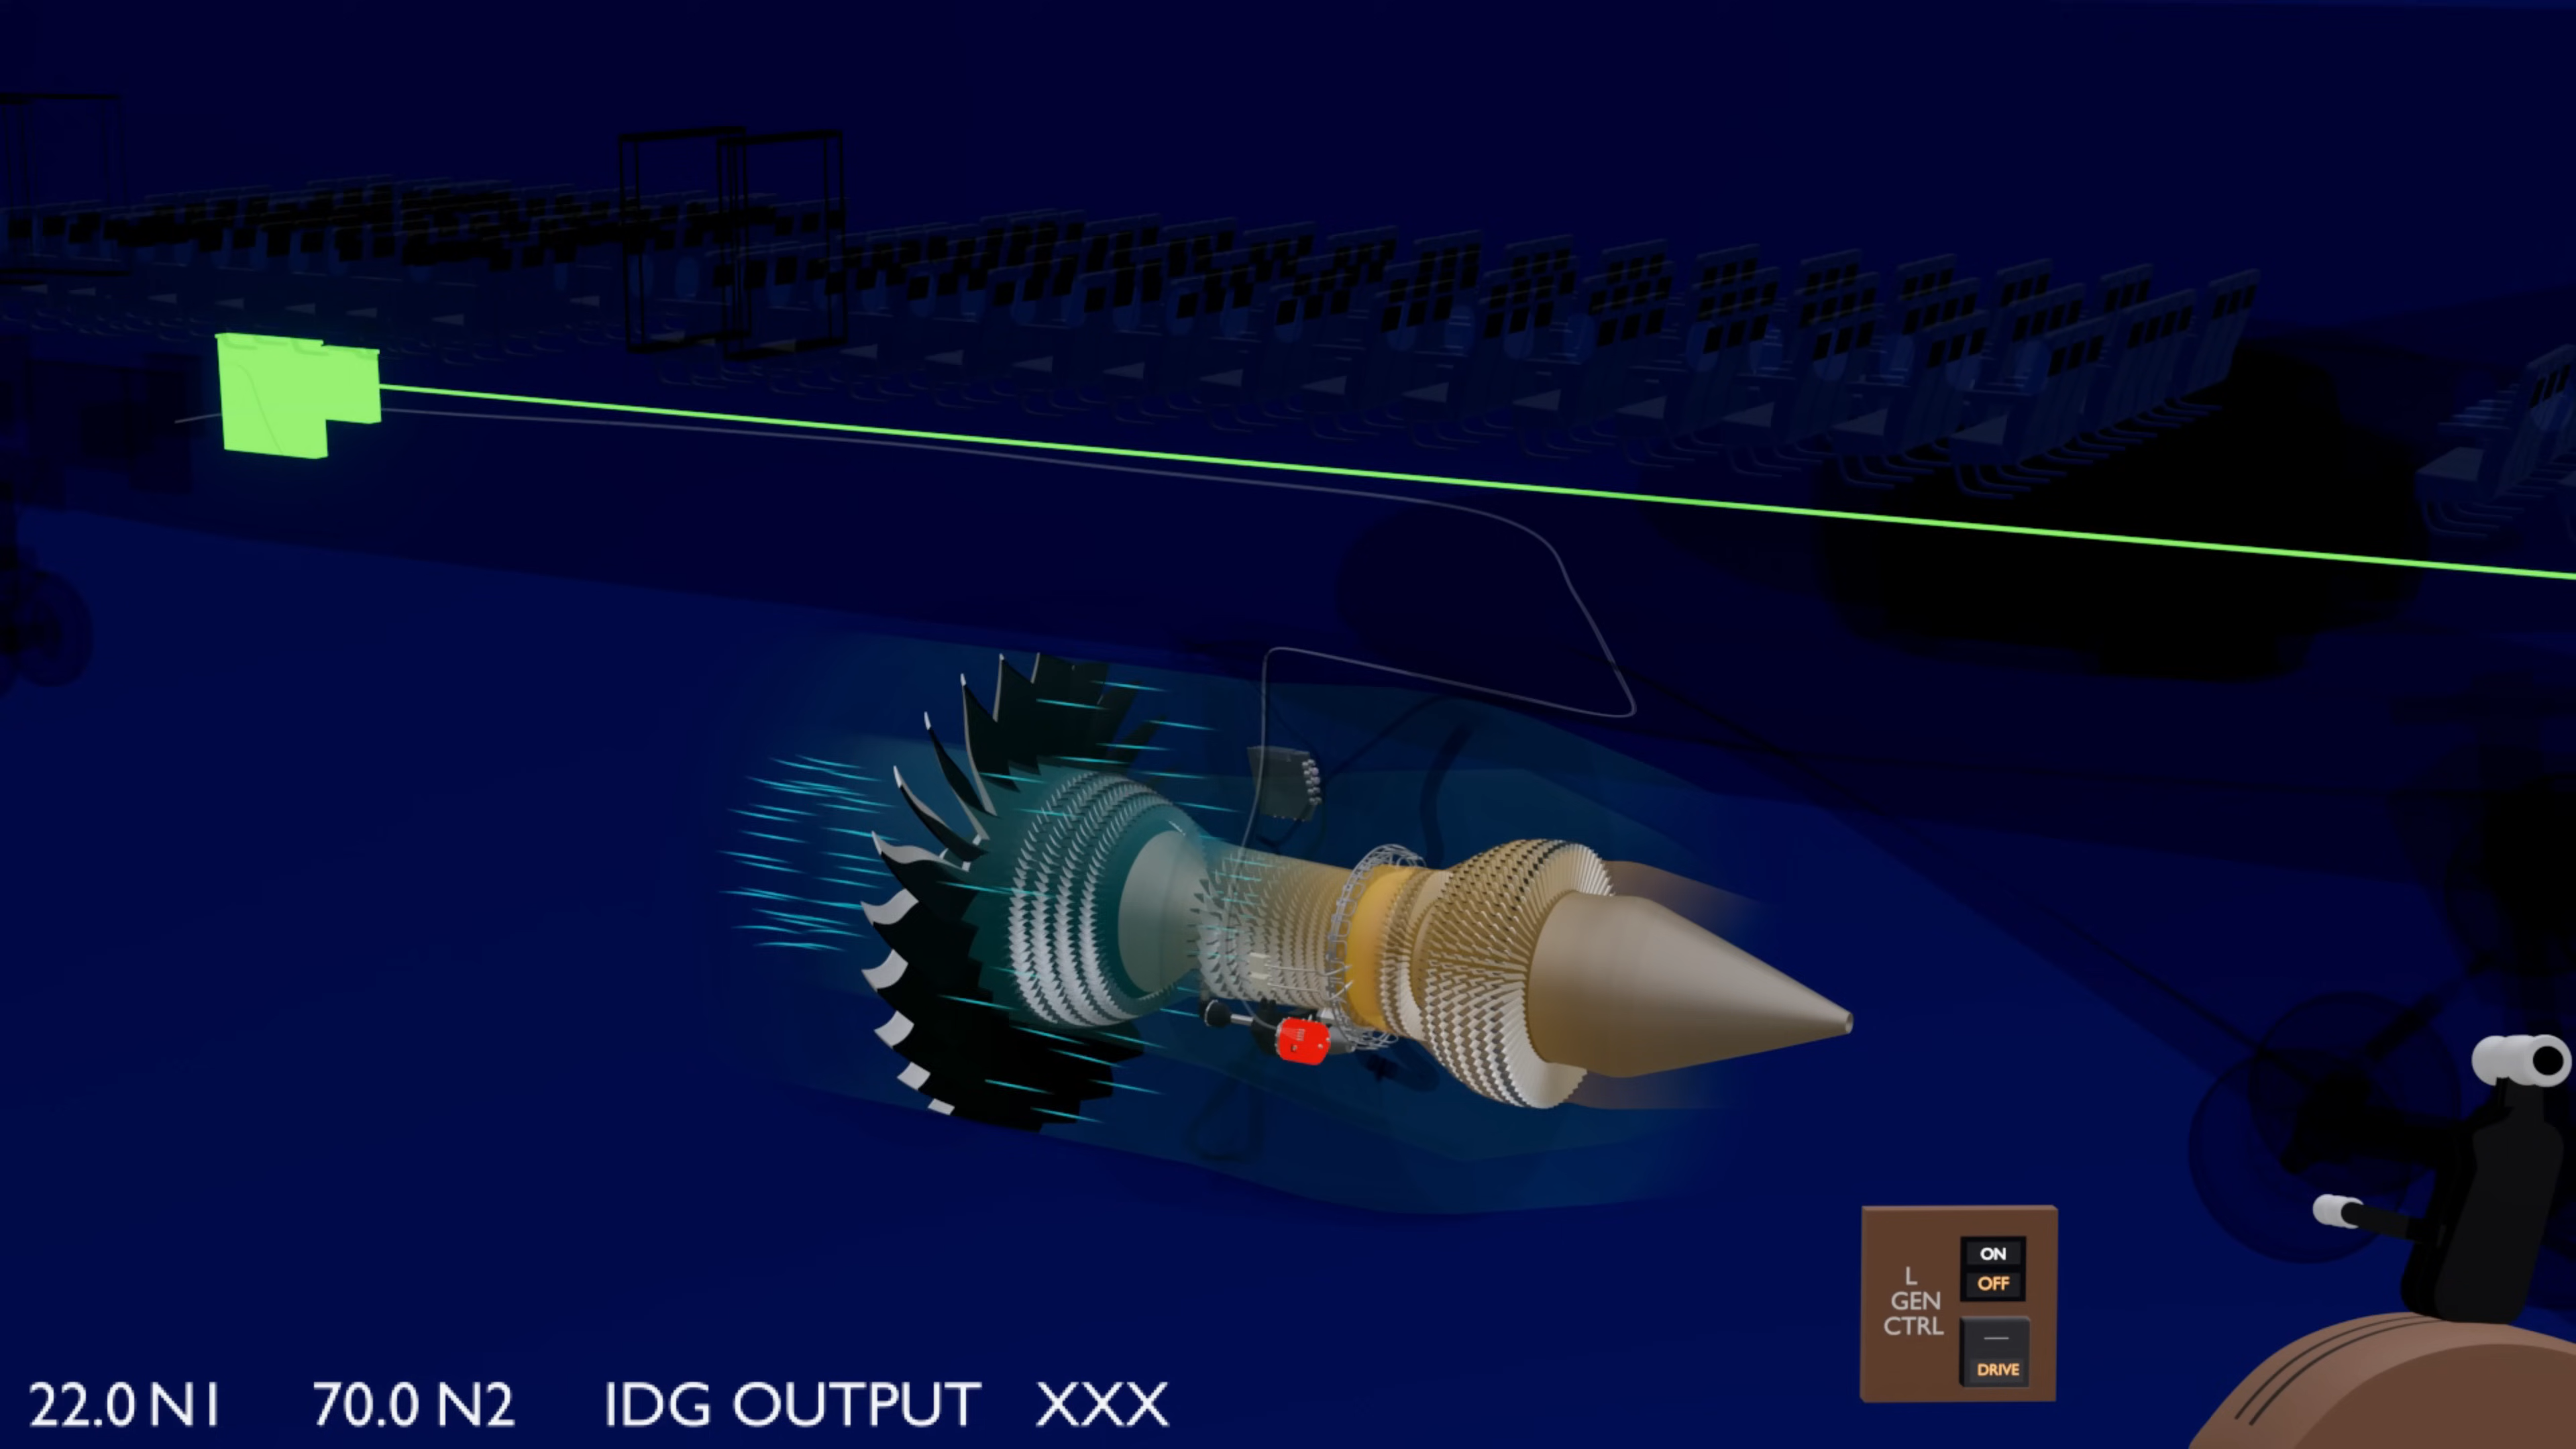 ON
OFF
L
GEN
CTRL
DRIVE
22.0 N1 70.0 N2 IDG OUTPUT XXX